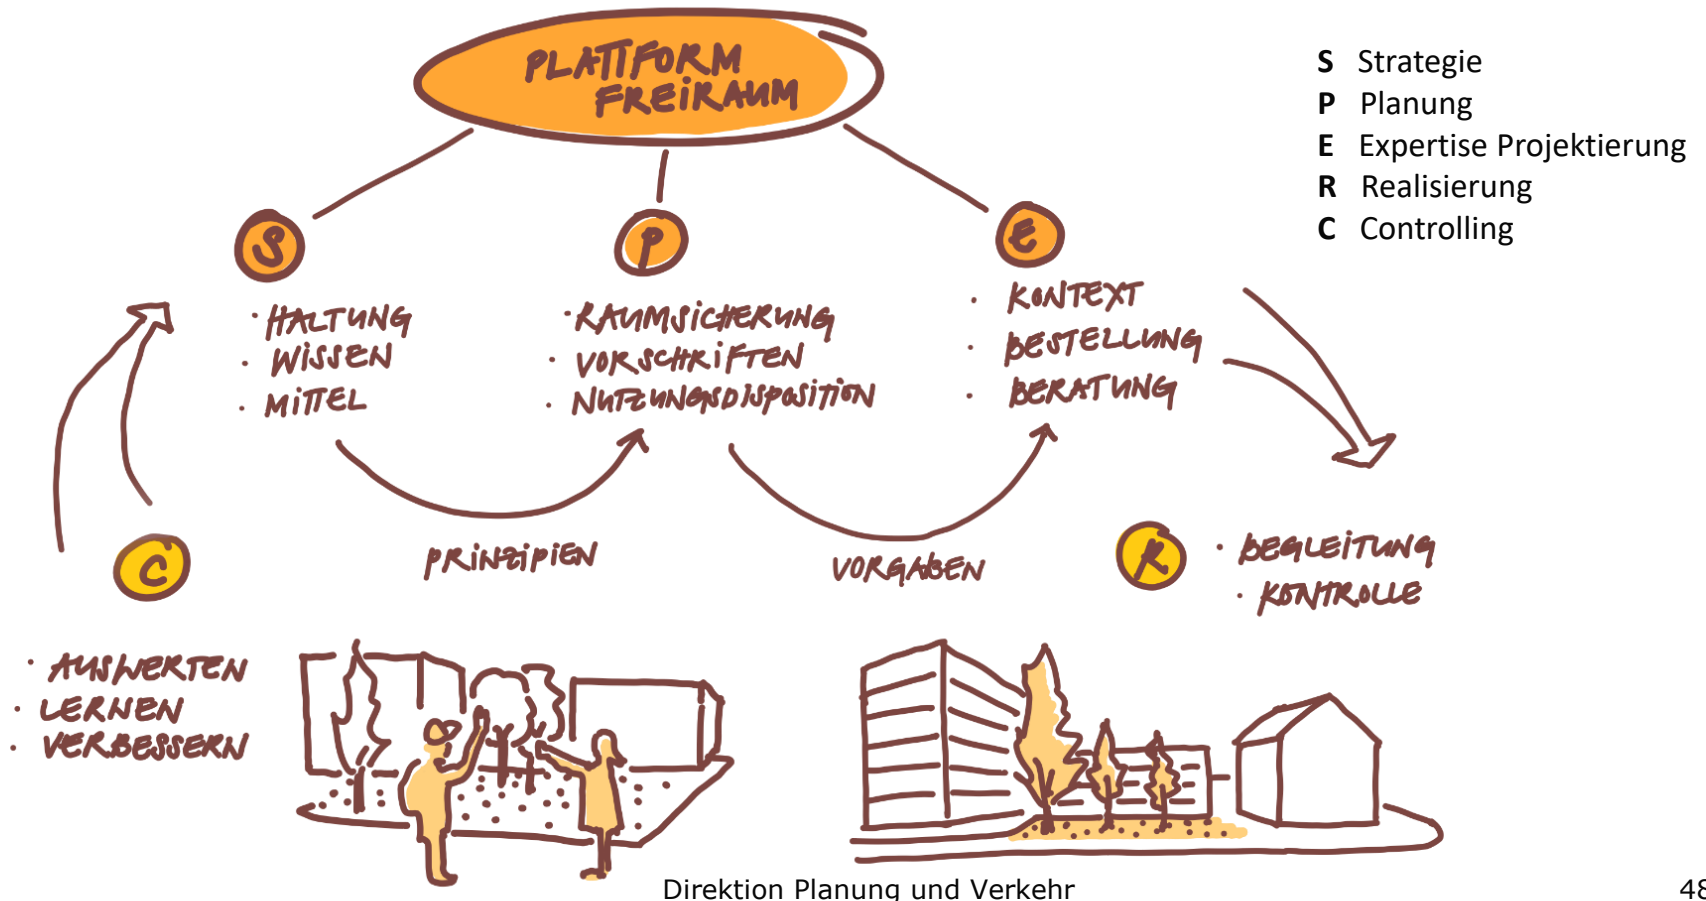 PLATTFORM
FREIRAUM
S Strategie
P Planung
E Expertise Projektierung
R Realisierung
C Controlling
S
· HALTUNG
· WISSEN
· MITTEL
P
· RAUMSICHERUNG
· VORSCHRIFTEN
· NUTZUNGSDISPOSITION
E
· KONTEXT
· BESTELLUNG
· BERATUNG
PRINZIPIEN
VORGABEN
C
· AUSWERTEN
· LERNEN
· VERBESSERN
R
· BEGLEITUNG
· KONTROLLE
Direktion Planung und Verkehr
48